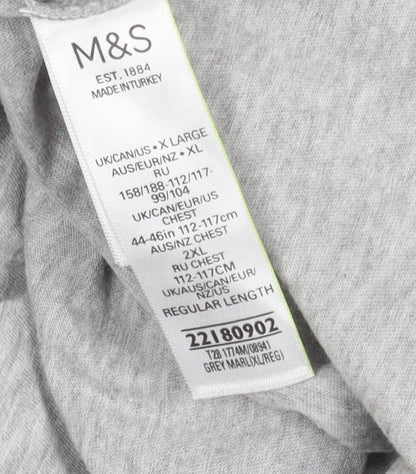 M&S
EST. 1884
MADE IN TURKEY
UK/CAN/US • X LARGE
AUS/EUR/NZ • XL
RU
158/188-112/117-
99/104
UK/CAN/EUR/US
CHEST
44-46in 112-117cm
AUS/NZ CHEST
2XL
RU CHEST
112-117CM
UK/AUS/CAN/EUR/
NZ/US
REGULAR LENGTH
22180902
T28 1774M(08941)
GREY MARL(XL/REG)